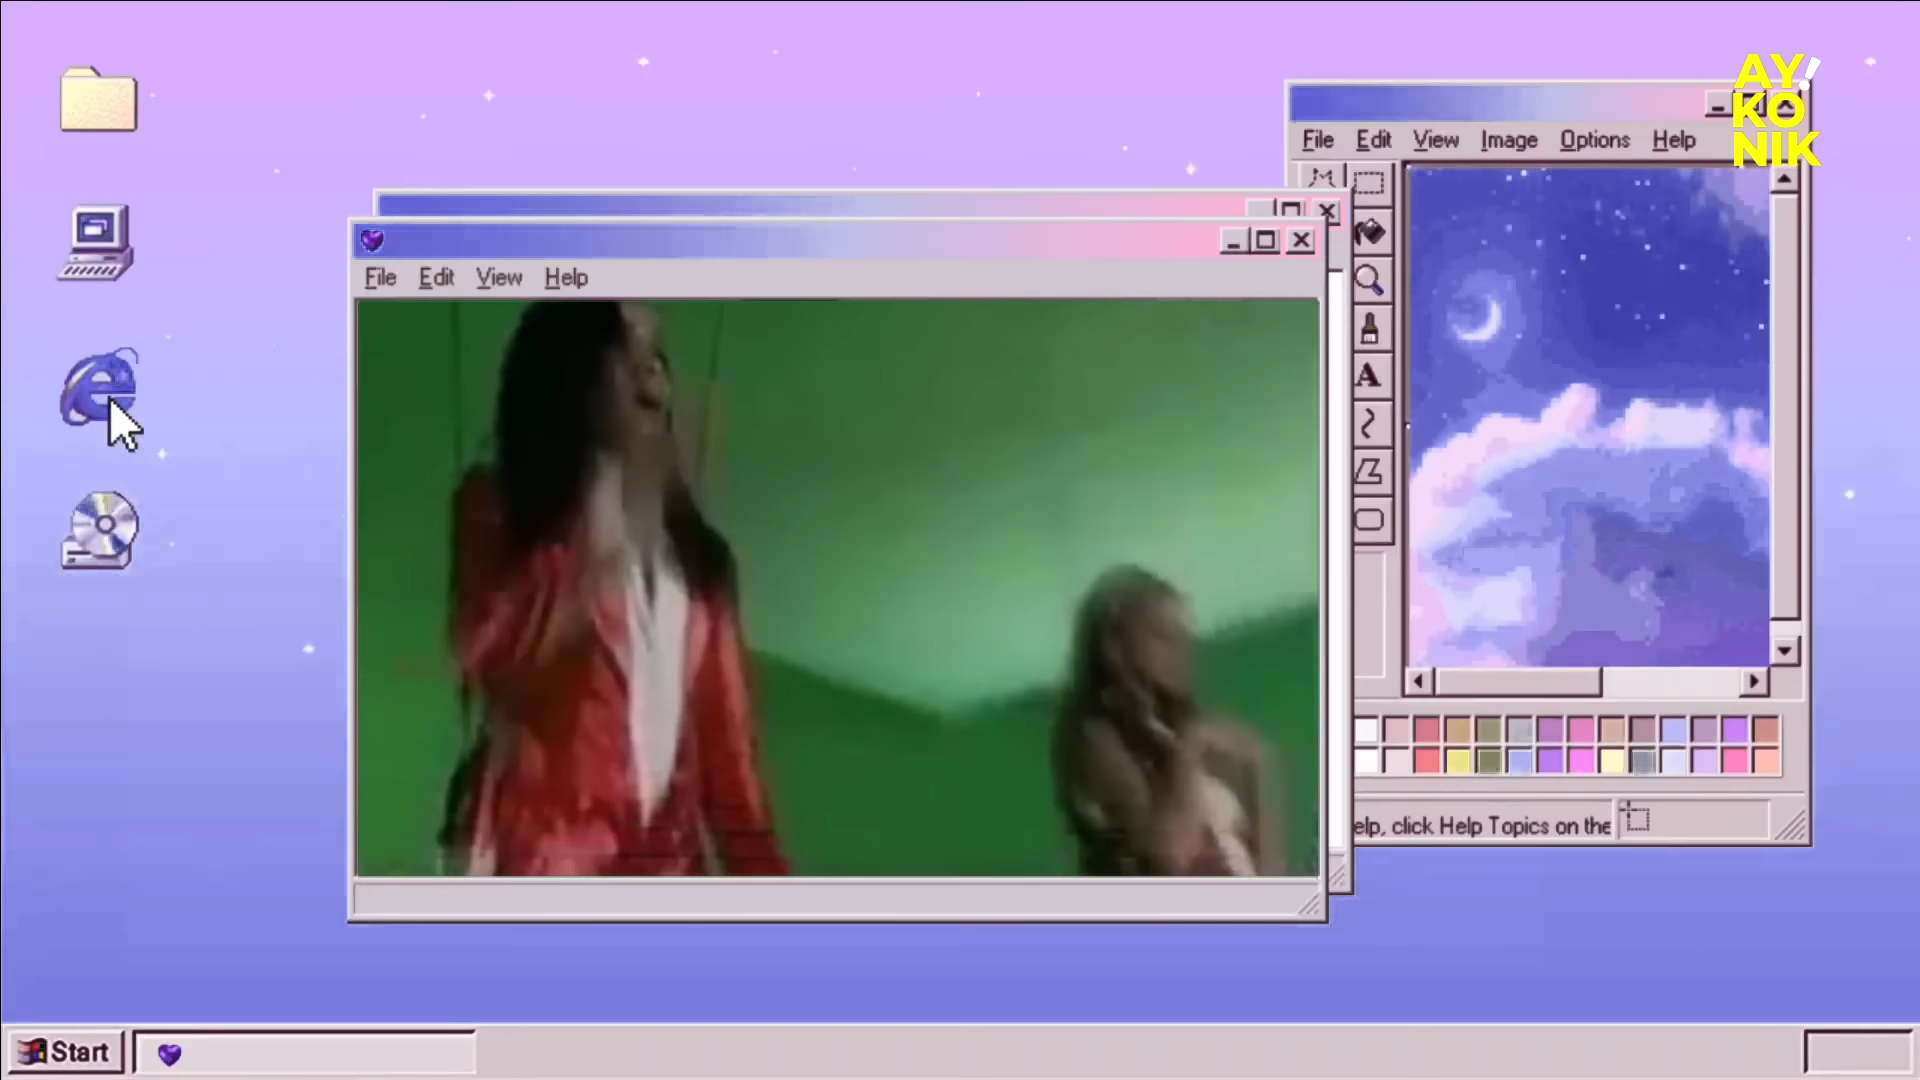 AY!
KO
NIK
File Edit View Image Options Help
File Edit View Help
A
elp, click Help Topics on the
Start